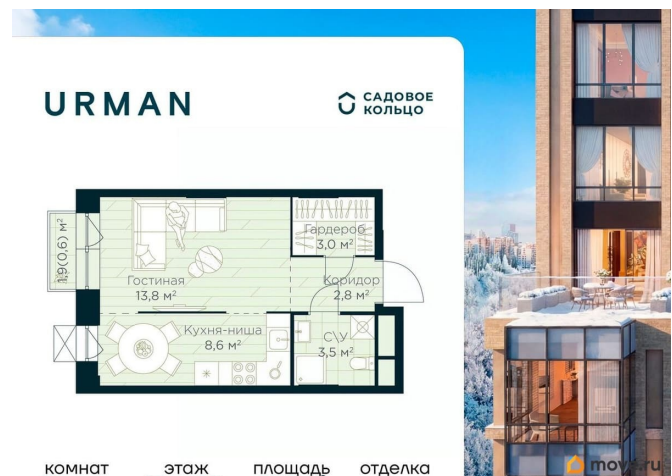 URMAN
САДОВОЕ
КОЛЬЦО
1,9(0,6) м²
Гардероб
3,0 м²
Гостиная
13,8 м²
Коридор
2,8 м²
Кухня-ниша
8,6 м²
С\У
3,5 м²
комнат этаж площадь отделка
move.ru